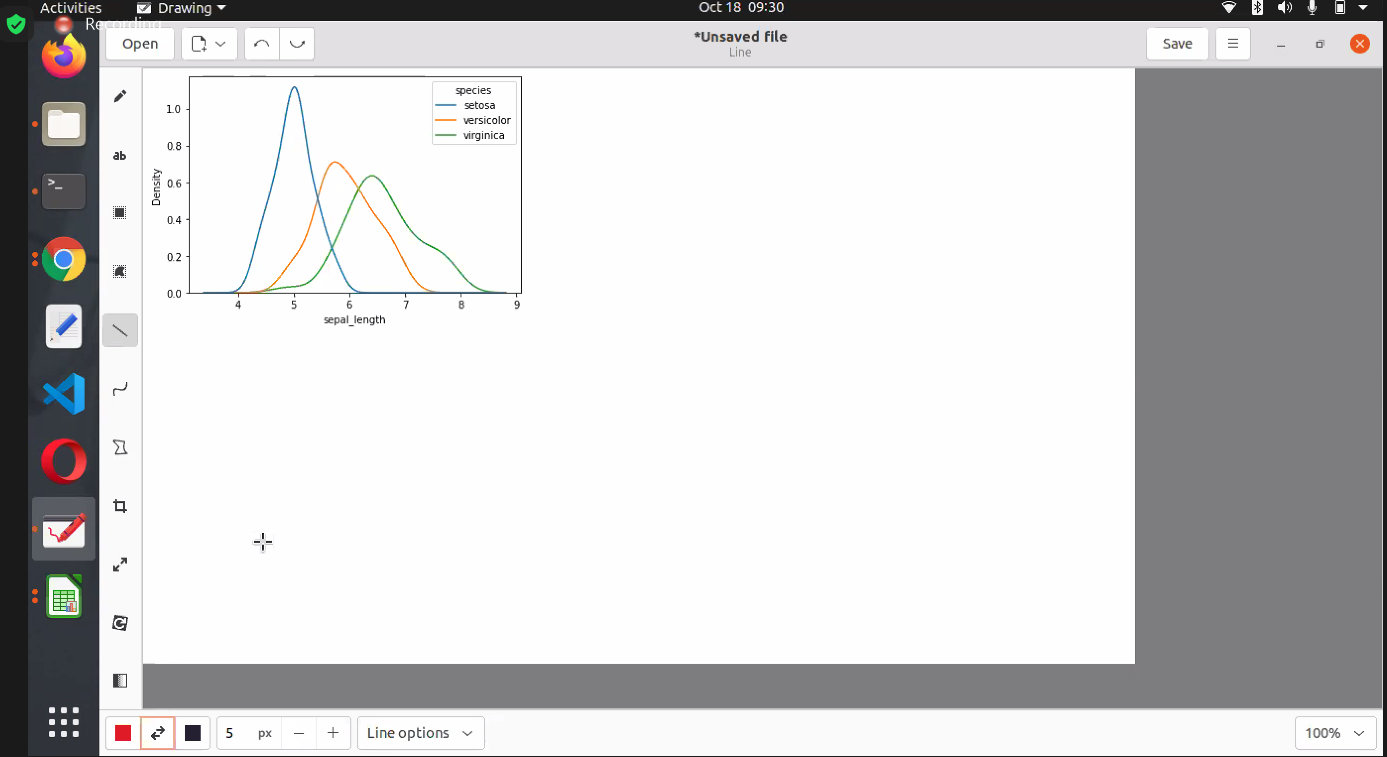 Activities Drawing Oct 18 09:30
Recording
Open *Unsaved file Save
Line
ab
species
setosa
versicolor
virginica
1.0
0.8
0.6
0.4
0.2
0.0
Density
4 5 6 7 8 9
sepal_length
>_
5 px − + Line options 100%